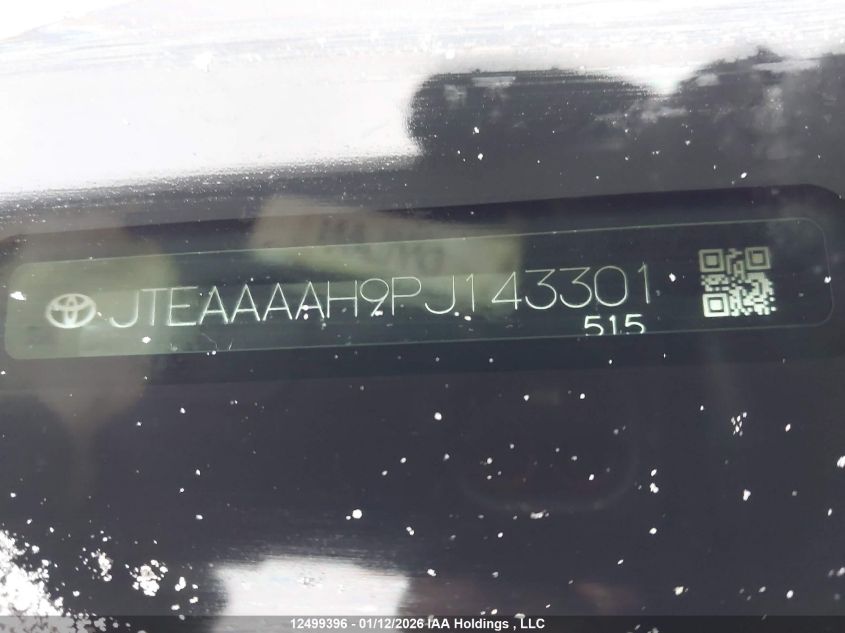 JTEAAAAH9PJ143301
515
12499396 - 01/12/2026 IAA Holdings , LLC